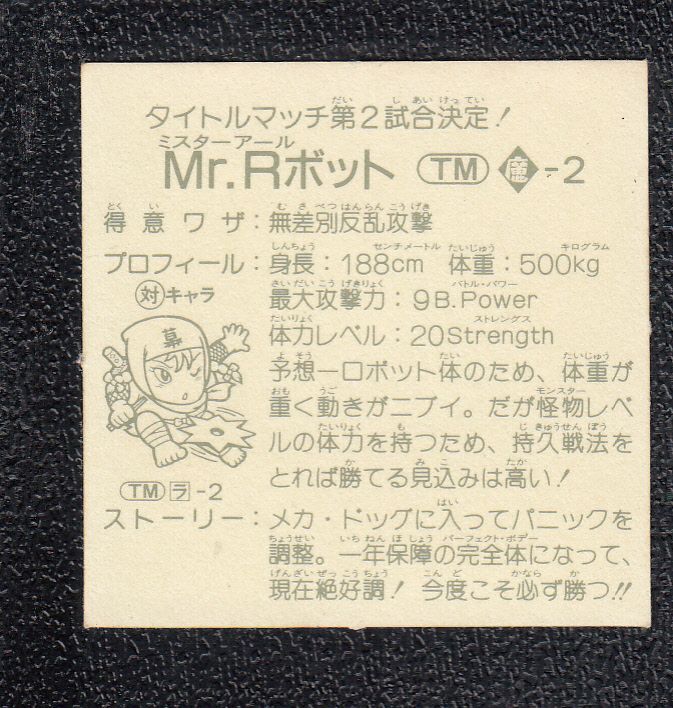 タイトルマッチ第2試合決定!
Mr.Rボット TM 魔-2
得意ワザ:無差別反乱攻撃
プロフィール:身長:188cm 体重:500kg
最大攻撃力:9B.Power
体力レベル:20Strength
予想—ロボット体のため、体重が
重く動きがニブイ。だが怪物レベ
ルの体力を持つため、持久戦法を
とれば勝てる見込みは高い!
対キャラ
幕
TM ラ-2
ストーリー:メカ・ドッグに入ってパニックを
調整。一年保障の完全体になって、
現在絶好調! 今度こそ必ず勝つ!!